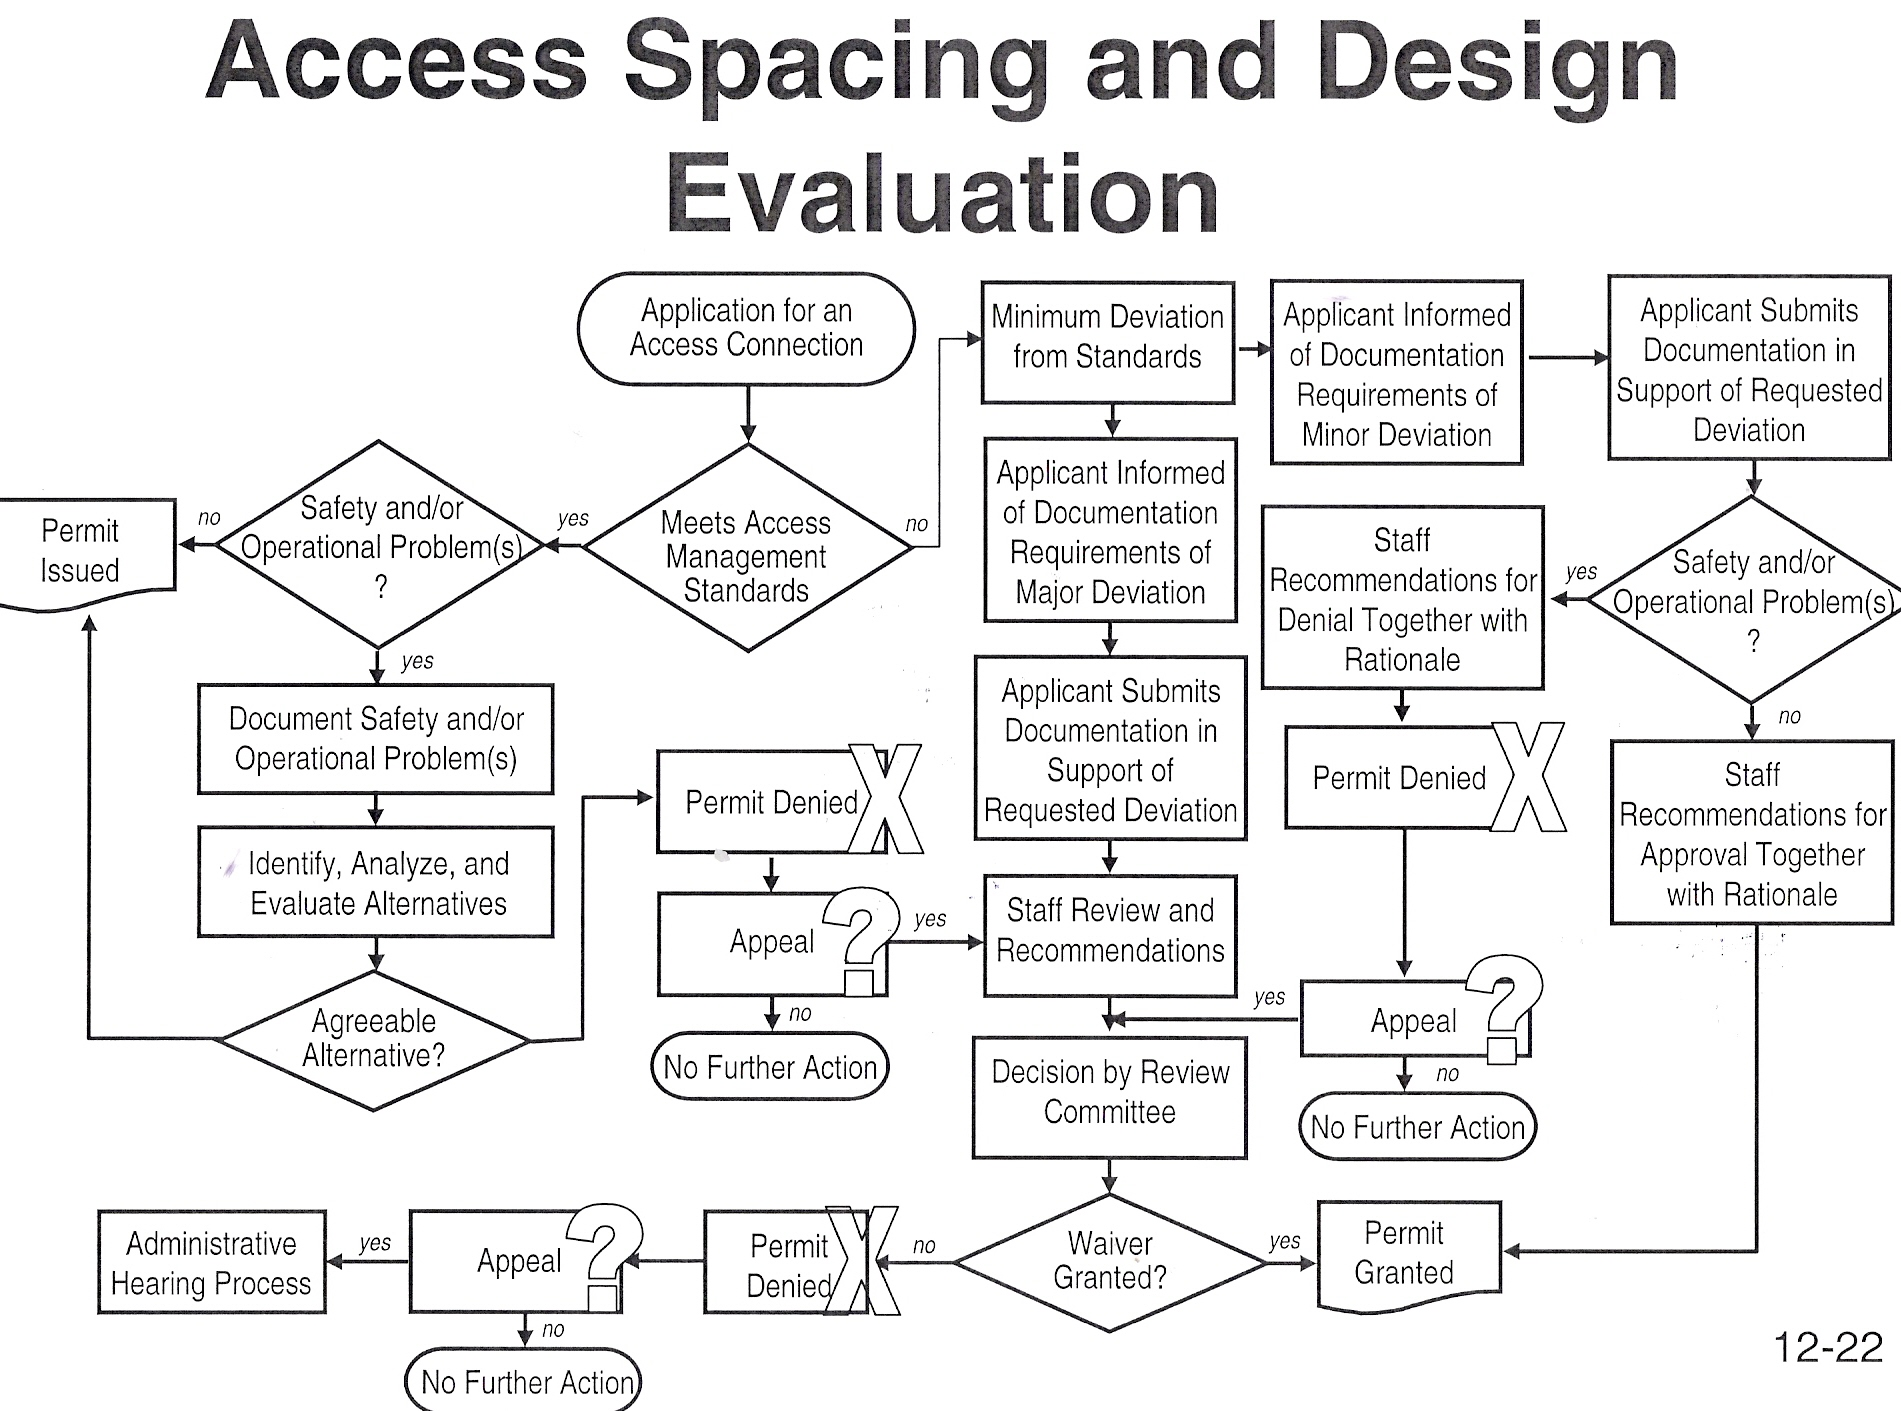 Access Spacing and Design
Evaluation
Application for an
Access Connection
Meets Access
Management
Standards
yes
no
Safety and/or
Operational Problem(s)
?
no
yes
Permit
Issued
Document Safety and/or
Operational Problem(s)
Identify, Analyze, and
Evaluate Alternatives
Agreeable
Alternative?
Permit Denied
X
Appeal
?
yes
no
No Further Action
Minimum Deviation
from Standards
Applicant Informed
of Documentation
Requirements of
Major Deviation
Applicant Submits
Documentation in
Support of
Requested Deviation
Staff Review and
Recommendations
Decision by Review
Committee
Waiver
Granted?
no
yes
Permit
Denied
X
Appeal
?
yes
no
Administrative
Hearing Process
No Further Action
Permit
Granted
Applicant Informed
of Documentation
Requirements of
Minor Deviation
Applicant Submits
Documentation in
Support of Requested
Deviation
Safety and/or
Operational Problem(s)
?
yes
no
Staff
Recommendations for
Denial Together with
Rationale
Permit Denied
X
Appeal
?
yes
no
No Further Action
Staff
Recommendations for
Approval Together
with Rationale
12-22